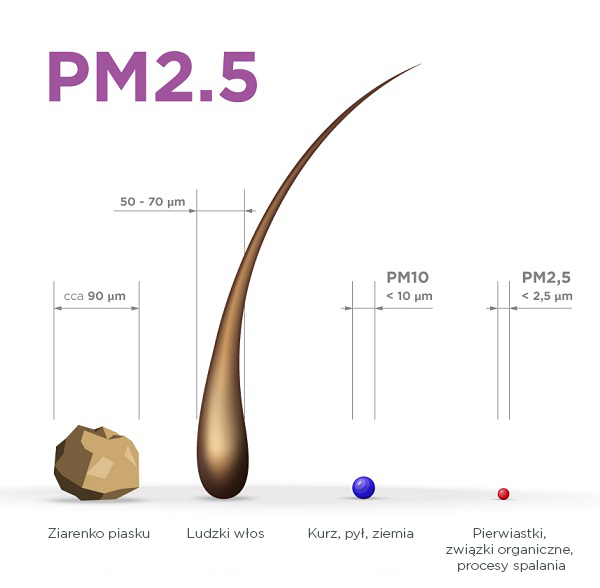 PM2.5
50 - 70 µm
PM10
< 10 µm
PM2,5
< 2,5 µm
cca 90 µm
Ziarenko piasku
Ludzki włos
Kurz, pył, ziemia
Pierwiastki,
związki organiczne,
procesy spalania